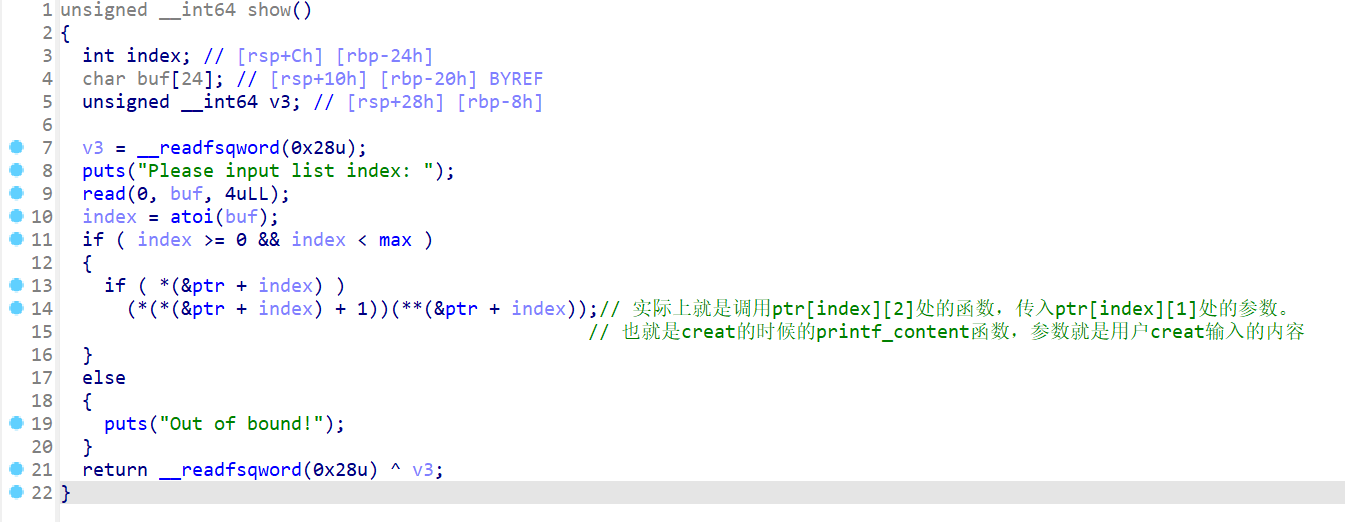 1 unsigned __int64 show()
2 {
3 int index; // [rsp+Ch] [rbp-24h]
4 char buf[24]; // [rsp+10h] [rbp-20h] BYREF
5 unsigned __int64 v3; // [rsp+28h] [rbp-8h]
6
7 v3 = __readfsqword(0x28u);
8 puts("Please input list index: ");
9 read(0, buf, 4uLL);
10 index = atoi(buf);
11 if ( index >= 0 && index < max )
12 {
13 if ( *(&ptr + index) )
14 (*(*(&ptr + index) + 1))(**(&ptr + index));// 实际上就是调用ptr[index][2]处的函数，传入ptr[index][1]处的参数。
15 // 也就是creat的时候的printf_content函数，参数就是用户creat输入的内容
16 }
17 else
18 {
19 puts("Out of bound!");
20 }
21 return __readfsqword(0x28u) ^ v3;
22 }